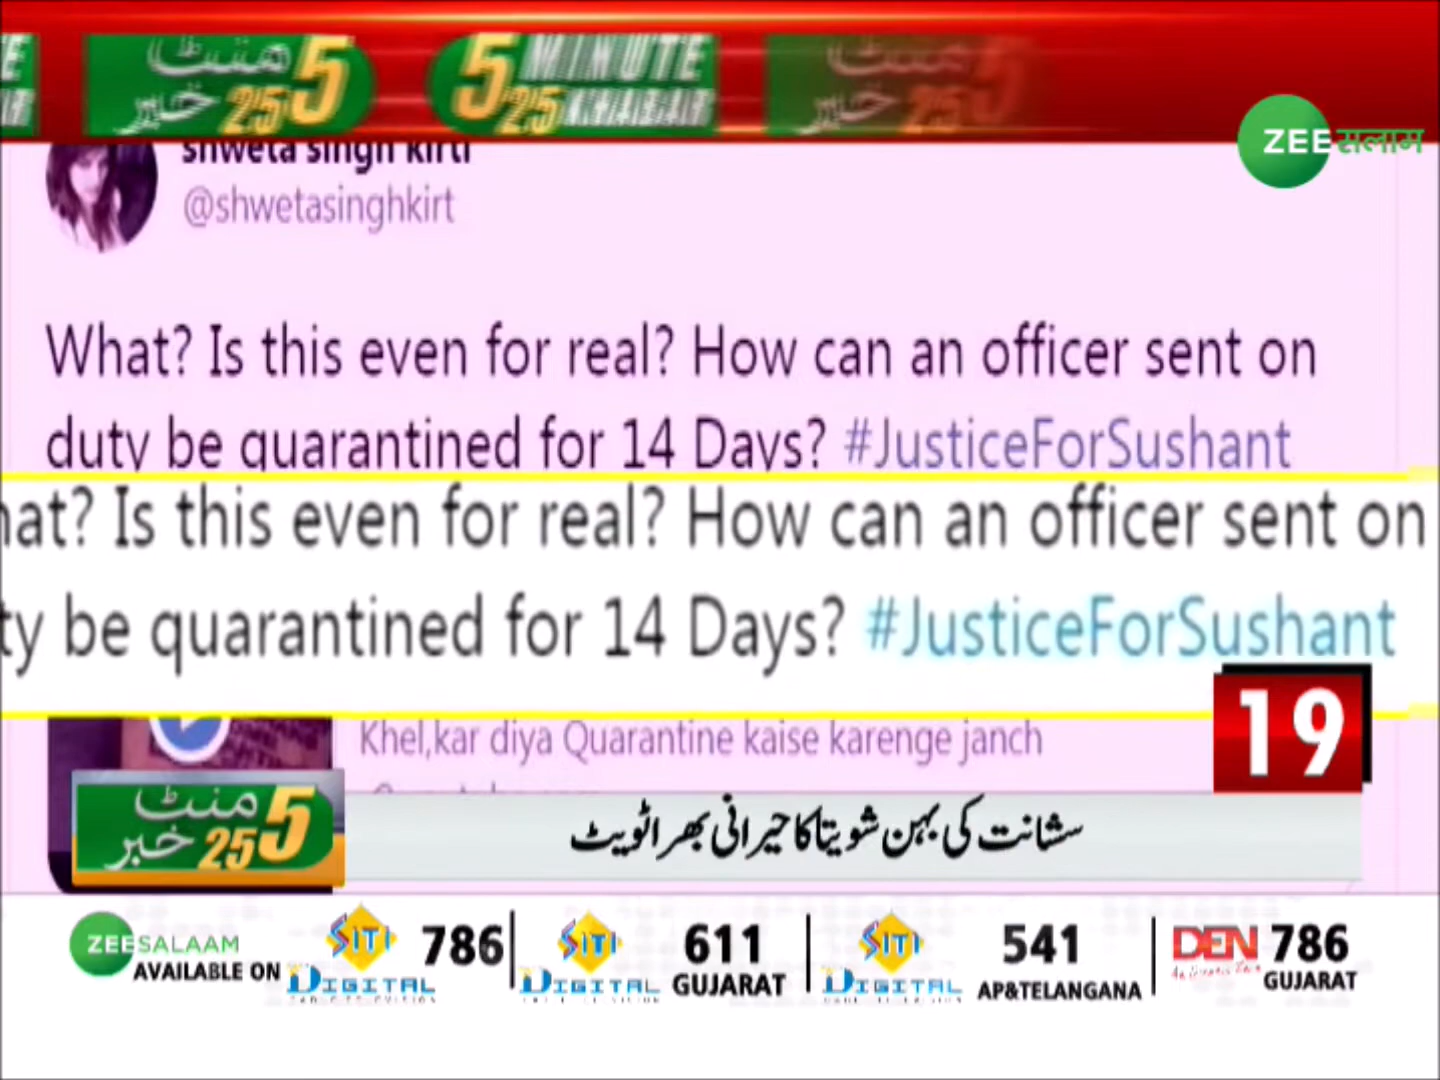 منٹ 5
خبر 25
5 MINUTE
25 KHABAR
منٹ 5
خبر 25
ZEE सलाम
shweta singh kirti
@shwetasinghkirt
What? Is this even for real? How can an officer sent on
duty be quarantined for 14 Days? #JusticeForSushant
hat? Is this even for real? How can an officer sent on
ty be quarantined for 14 Days? #JusticeForSushant
19
Khel,kar diya Quarantine kaise karenge janch
منٹ 5
خبر 25
سشانت کی بہن شویتا کا حیرانی بھرا ٹویٹ
ZEE SALAAM
AVAILABLE ON
SITI
DIGITAL
786
SITI
DIGITAL
611
GUJARAT
SITI
DIGITAL
541
AP&TELANGANA
DEN
786
GUJARAT